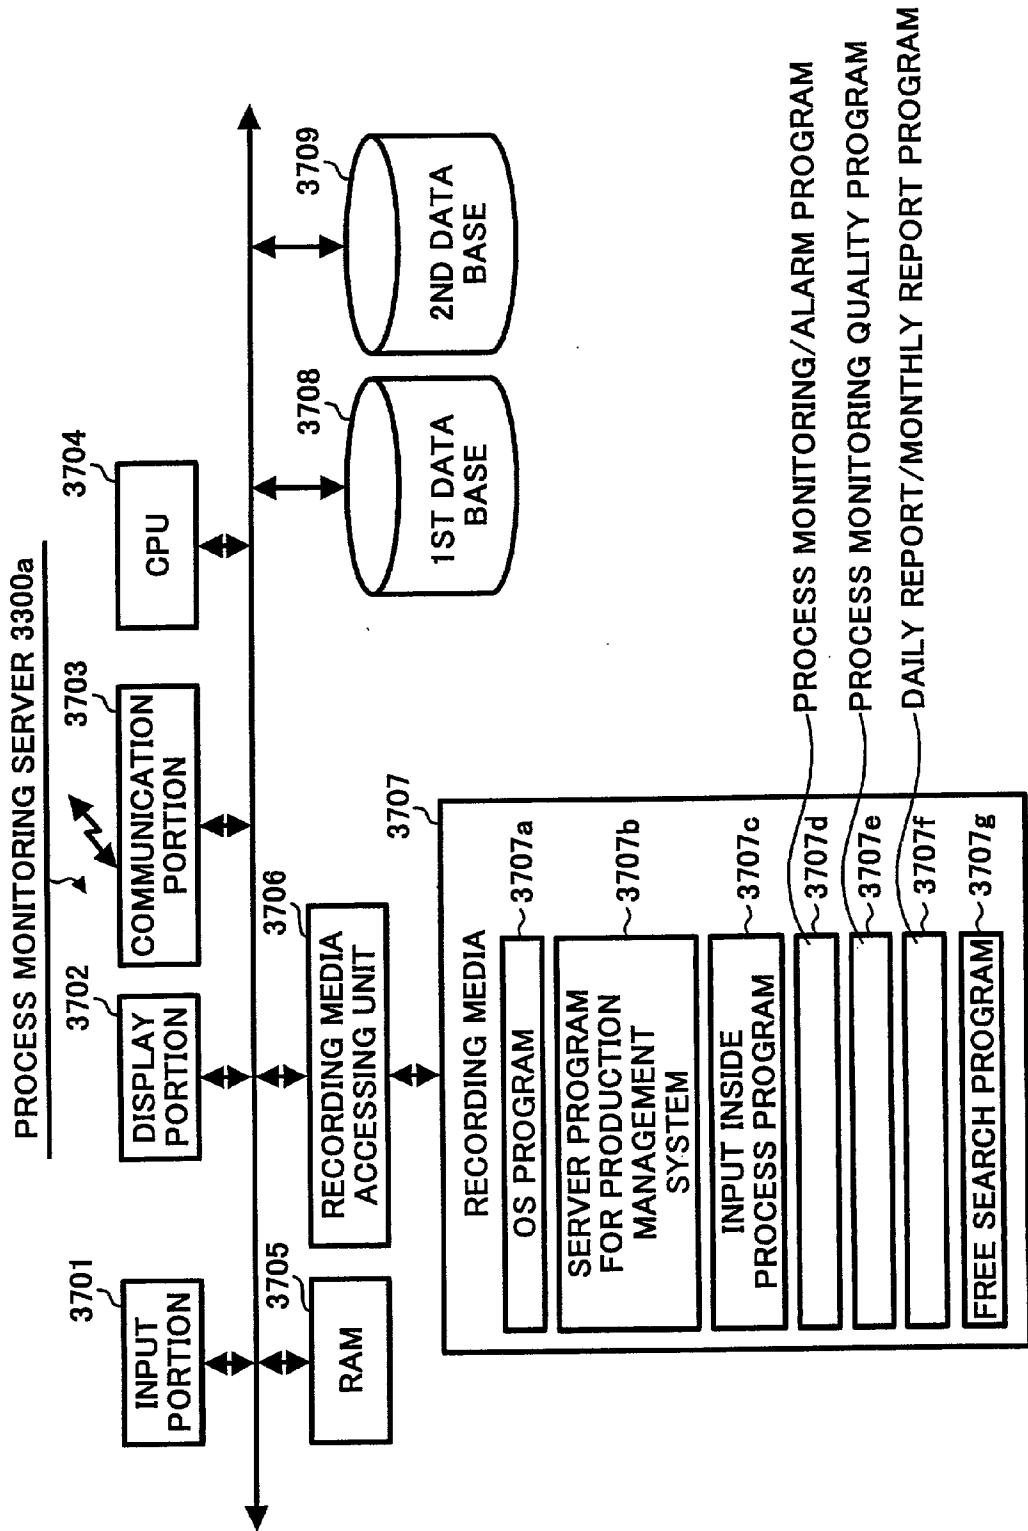 PROCESS MONITORING SERVER 3300a
3701
INPUT
PORTION
3702
DISPLAY
PORTION
3703
COMMUNICATION
PORTION
3704
CPU
3705
RAM
3706
RECORDING MEDIA
ACCESSING UNIT
3708
1ST DATA
BASE
3709
2ND DATA
BASE
3707
RECORDING MEDIA
OS PROGRAM
3707a
SERVER PROGRAM
FOR PRODUCTION
MANAGEMENT
SYSTEM
3707b
INPUT INSIDE
PROCESS PROGRAM
3707c
3707d
PROCESS MONITORING/ALARM PROGRAM
3707e
PROCESS MONITORING QUALITY PROGRAM
3707f
DAILY REPORT/MONTHLY REPORT PROGRAM
FREE SEARCH PROGRAM
3707g